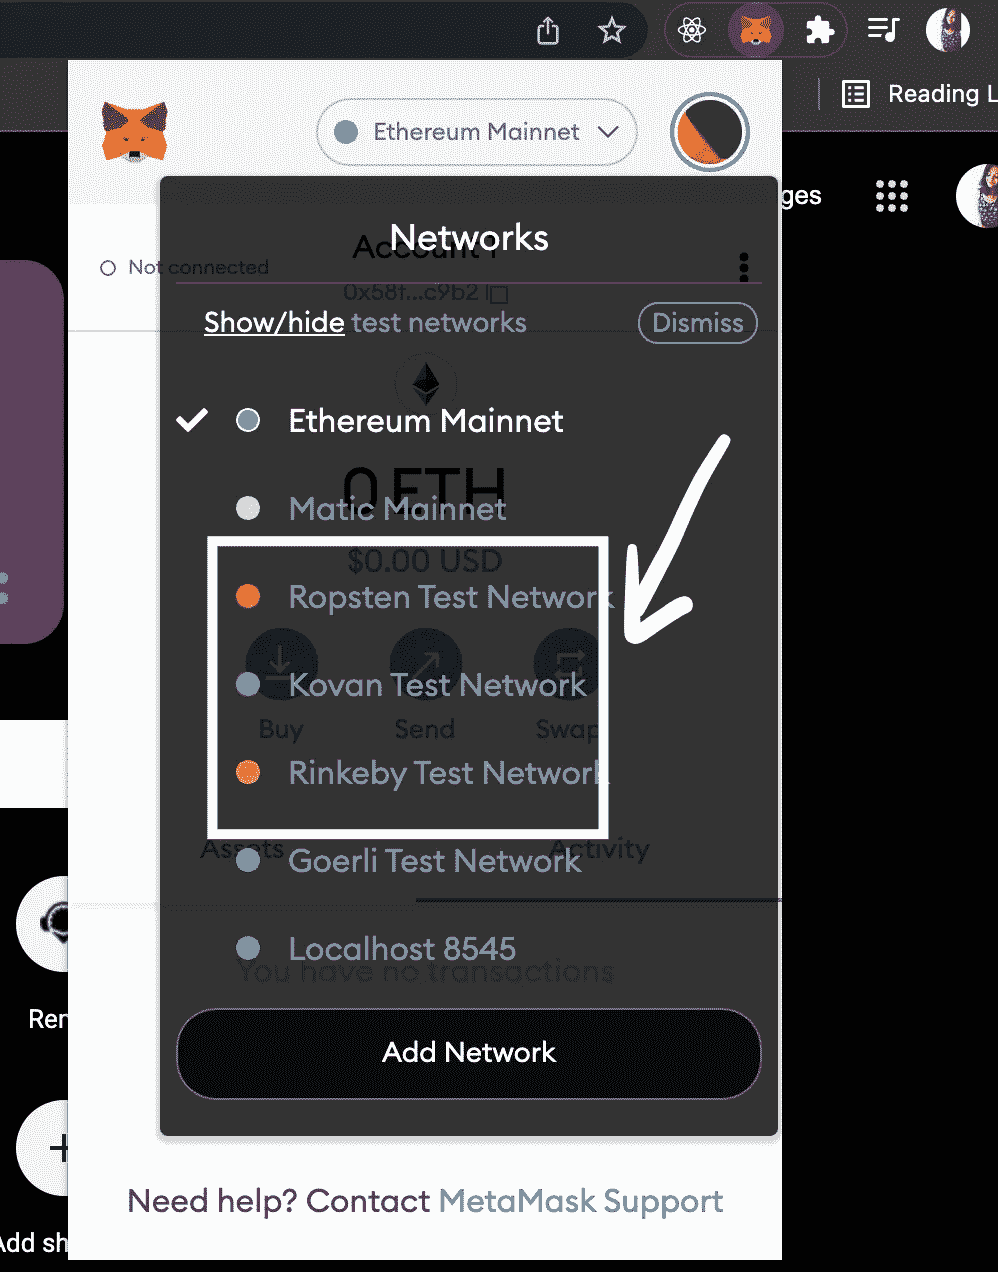 Reading L
Ethereum Mainnet
ges
Networks
Account 1
Not connected
0x58f...c9b2
Show/hide test networks
Dismiss
Ethereum Mainnet
0 ETH
Matic Mainnet
$0.00 USD
Ropsten Test Network
Kovan Test Network
Buy
Send
Swap
Rinkeby Test Network
Assets
Activity
Goerli Test Network
Localhost 8545
You have no transactions
Ren
Add Network
Need help? Contact MetaMask Support
Add sh